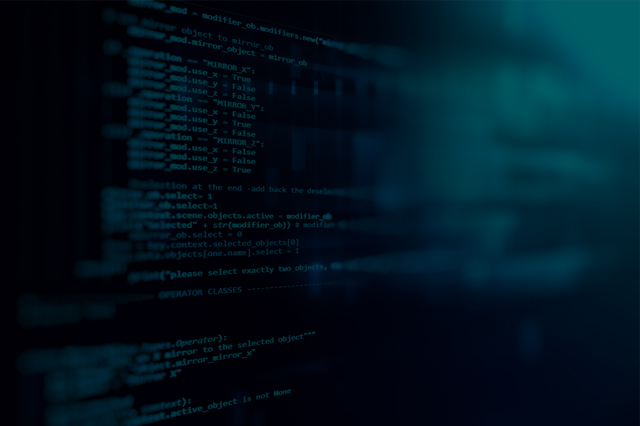 mod = modifier_ob.modifiers.new("
mirror object to mirror_ob
mirror_mod.mirror_object = mirror_ob
operation == "MIRROR_X":
mirror_mod.use_x = True
mirror_mod.use_y = False
mirror_mod.use_z = False
operation == "MIRROR_Y":
mirror_mod.use_x = False
mirror_mod.use_y = True
mirror_mod.use_z = False
operation == "MIRROR_Z":
mirror_mod.use_x = False
mirror_mod.use_y = False
mirror_mod.use_z = True
selection at the end -add back the
ob.select= 1
ob.select=1
context.scene.objects.active = modifier_ob
"selected" + str(modifier_ob)) # modifier
ob.select = 0
bpy.context.selected_objects[0]
objects[one.name].select = 1
print("please select exactly two objects,
OPERATOR CLASSES
types.Operator):
X mirror to the selected object"""
object.mirror_mirror_x"
X"
context):
active_object is not None